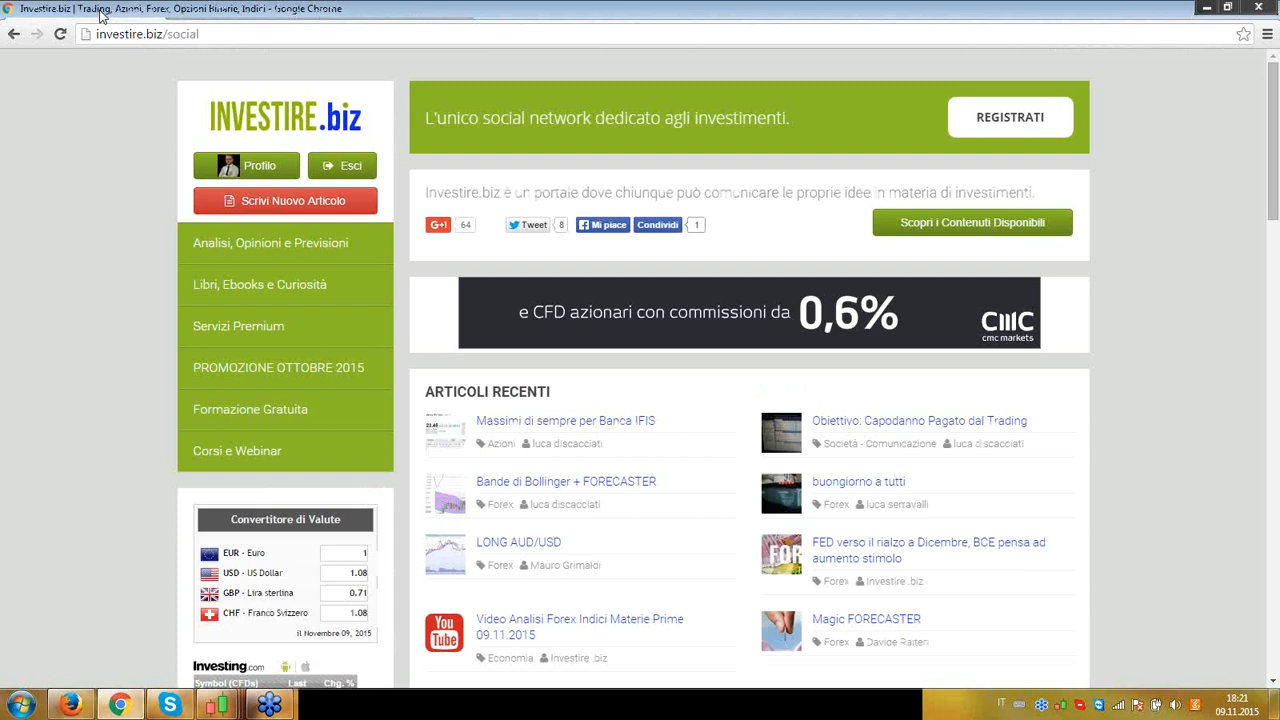 Investire.biz | Trading, Azioni, Forex, Opzioni Binarie, Indici - Google Chrome
investire.biz/social
INVESTIRE.biz
L'unico social network dedicato agli investimenti.
REGISTRATI
Profilo
Esci
Scrivi Nuovo Articolo
Investire.biz è un portale dove chiunque può comunicare le proprie idee in materia di investimenti.
G+1
64
Tweet
8
Mi piace
Condividi
1
Scopri i Contenuti Disponibili
Analisi, Opinioni e Previsioni
Libri, Ebooks e Curiosità
Servizi Premium
PROMOZIONE OTTOBRE 2015
Formazione Gratuita
Corsi e Webinar
e CFD azionari con commissioni da 0,6%
CMC
cmc markets
ARTICOLI RECENTI
Massimi di sempre per Banca IFIS
Azioni luca discacciati
Obiettivo: Capodanno Pagato dal Trading
Società - Comunicazione luca discacciati
Bande di Bollinger + FORECASTER
Forex luca discacciati
buongiorno a tutti
Forex luca serravalli
LONG AUD/USD
Forex Mauro Grimaldi
FOR
FED verso il rialzo a Dicembre, BCE pensa ad
aumento stimolo
Forex Investire .biz
You
Tube
Video Analisi Forex Indici Materie Prime
09.11.2015
Economia Investire .biz
Magic FORECASTER
Forex Davide Raiteri
Convertitore di Valute
EUR - Euro 1
USD - US Dollar 1.08
GBP - Lira sterlina 0.71
CHF - Franco Svizzero 1.08
il Novembre 09, 2015
Investing.com
Symbol (CFDs) Last Chg. %
IT
18:21
09.11.2015